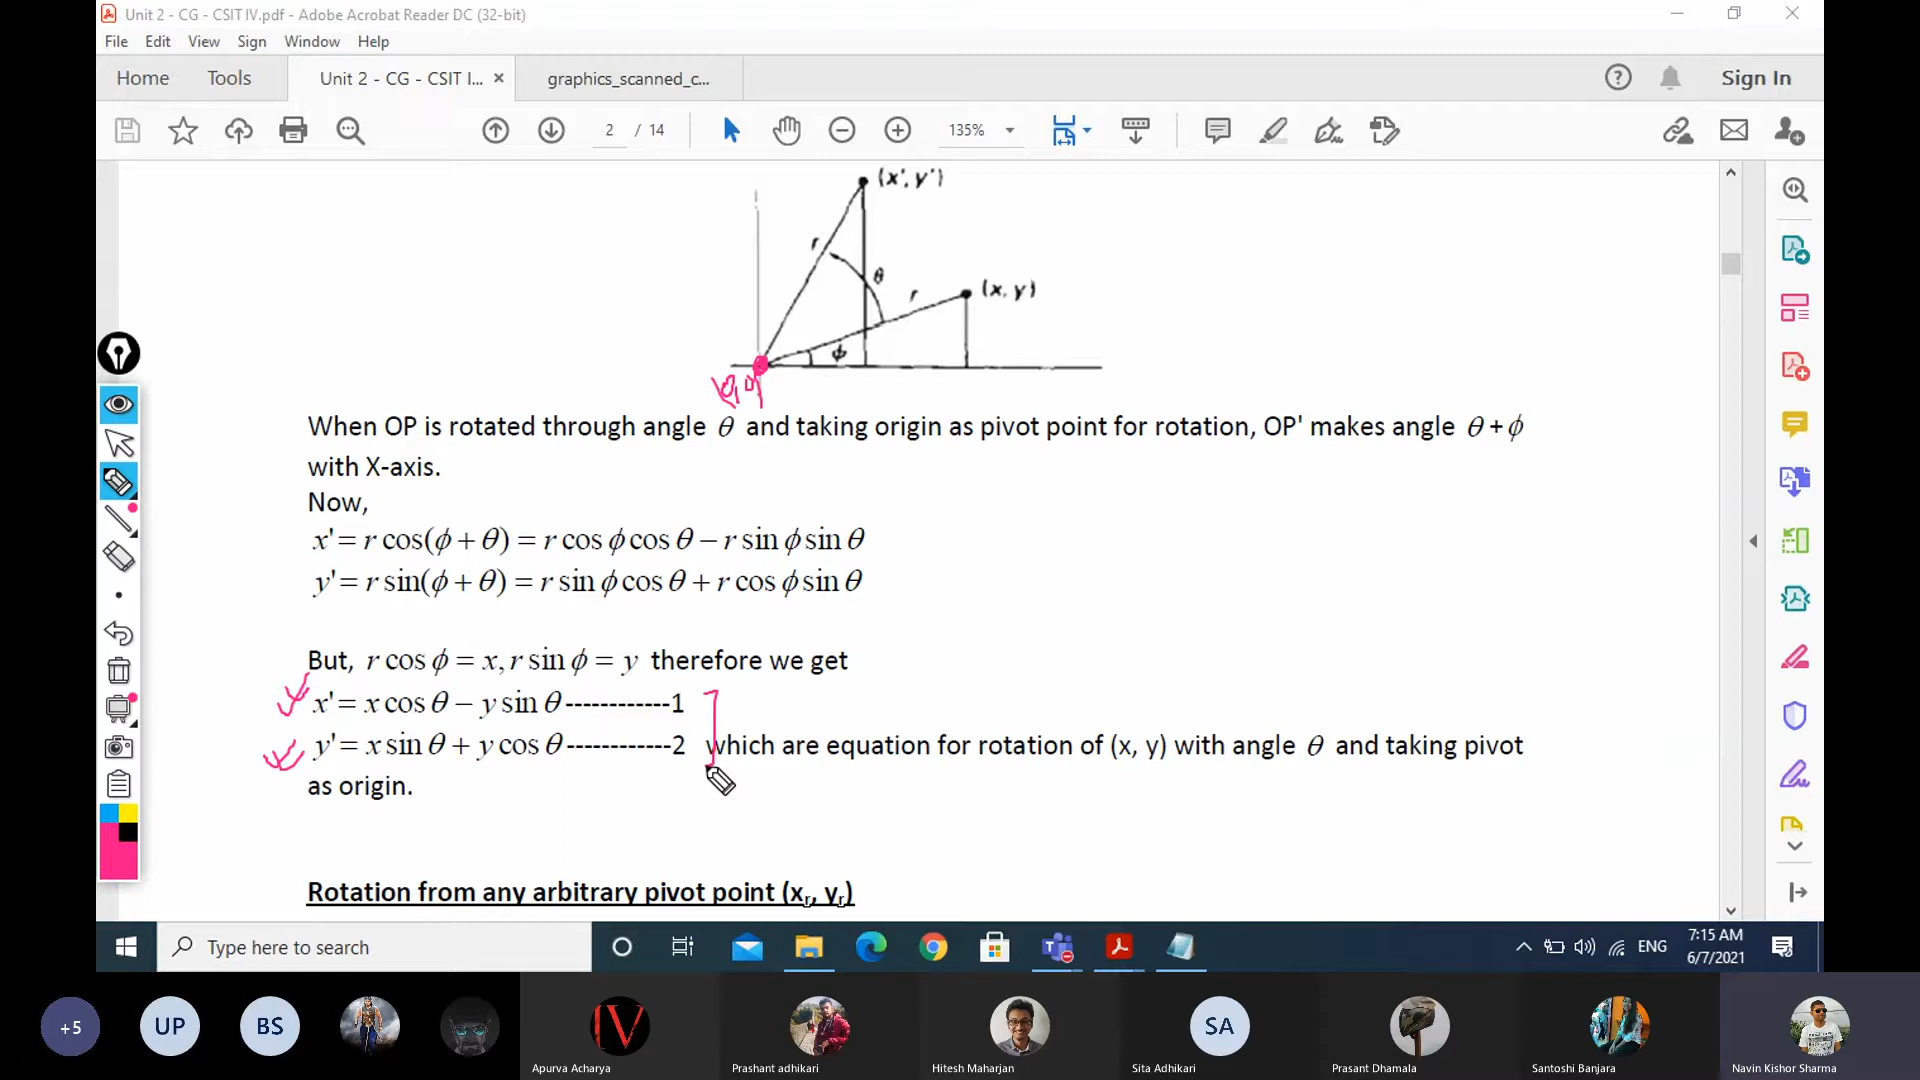 Unit 2 - CG - CSIT IV.pdf - Adobe Acrobat Reader DC (32-bit)
File Edit View Sign Window Help
Home Tools Unit 2 - CG - CSIT I... × graphics_scanned_c... Sign In
2 / 14 135%
(x', y')
r
θ
r (x, y)
ϕ
(0,0)
When OP is rotated through angle θ and taking origin as pivot point for rotation, OP' makes angle θ+ϕ
with X-axis.
Now,
x'= r cos(ϕ + θ) = r cos ϕ cos θ − r sin ϕ sin θ
y'= r sin(ϕ + θ) = r sin ϕ cos θ + r cos ϕ sin θ
But, r cos ϕ = x, r sin ϕ = y therefore we get
x'= x cos θ − y sin θ ------------1
y'= x sin θ + y cos θ ------------2 which are equation for rotation of (x, y) with angle θ and taking pivot
as origin.
Rotation from any arbitrary pivot point (xᵣ, yᵣ)
Type here to search
ENG
7:15 AM
6/7/2021
+5 UP BS IV SA
Apurva Acharya Prashant adhikari Hitesh Maharjan Sita Adhikari Prasant Dhamala Santoshi Banjara Navin Kishor Sharma